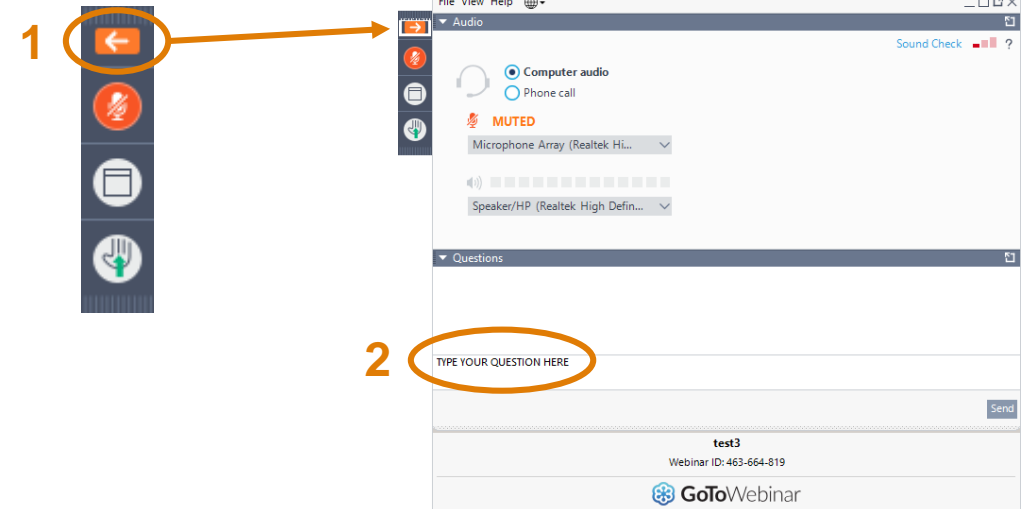 1
File View Help
Audio
Sound Check ?
Computer audio
Phone call
MUTED
Microphone Array (Realtek Hi...
Speaker/HP (Realtek High Defin...
Questions
2
TYPE YOUR QUESTION HERE
Send
test3
Webinar ID: 463-664-819
GoToWebinar